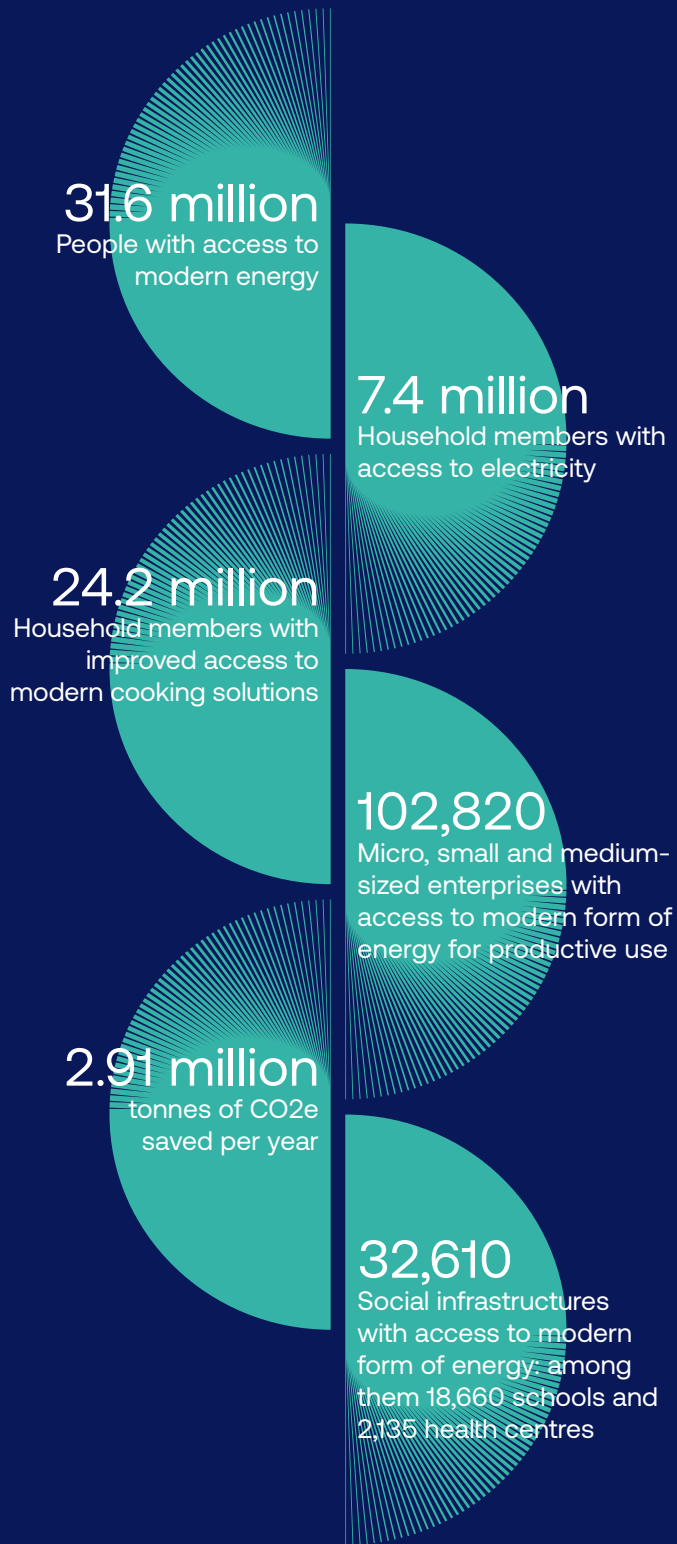 31.6 million
People with access to
modern energy
7.4 million
Household members with
access to electricity
24.2 million
Household members with
improved access to
modern cooking solutions
102,820
Micro, small and medium-
sized enterprises with
access to modern form of
energy for productive use
2.91 million
tonnes of CO2e
saved per year
32,610
Social infrastructures
with access to modern
form of energy: among
them 18,660 schools and
2,135 health centres